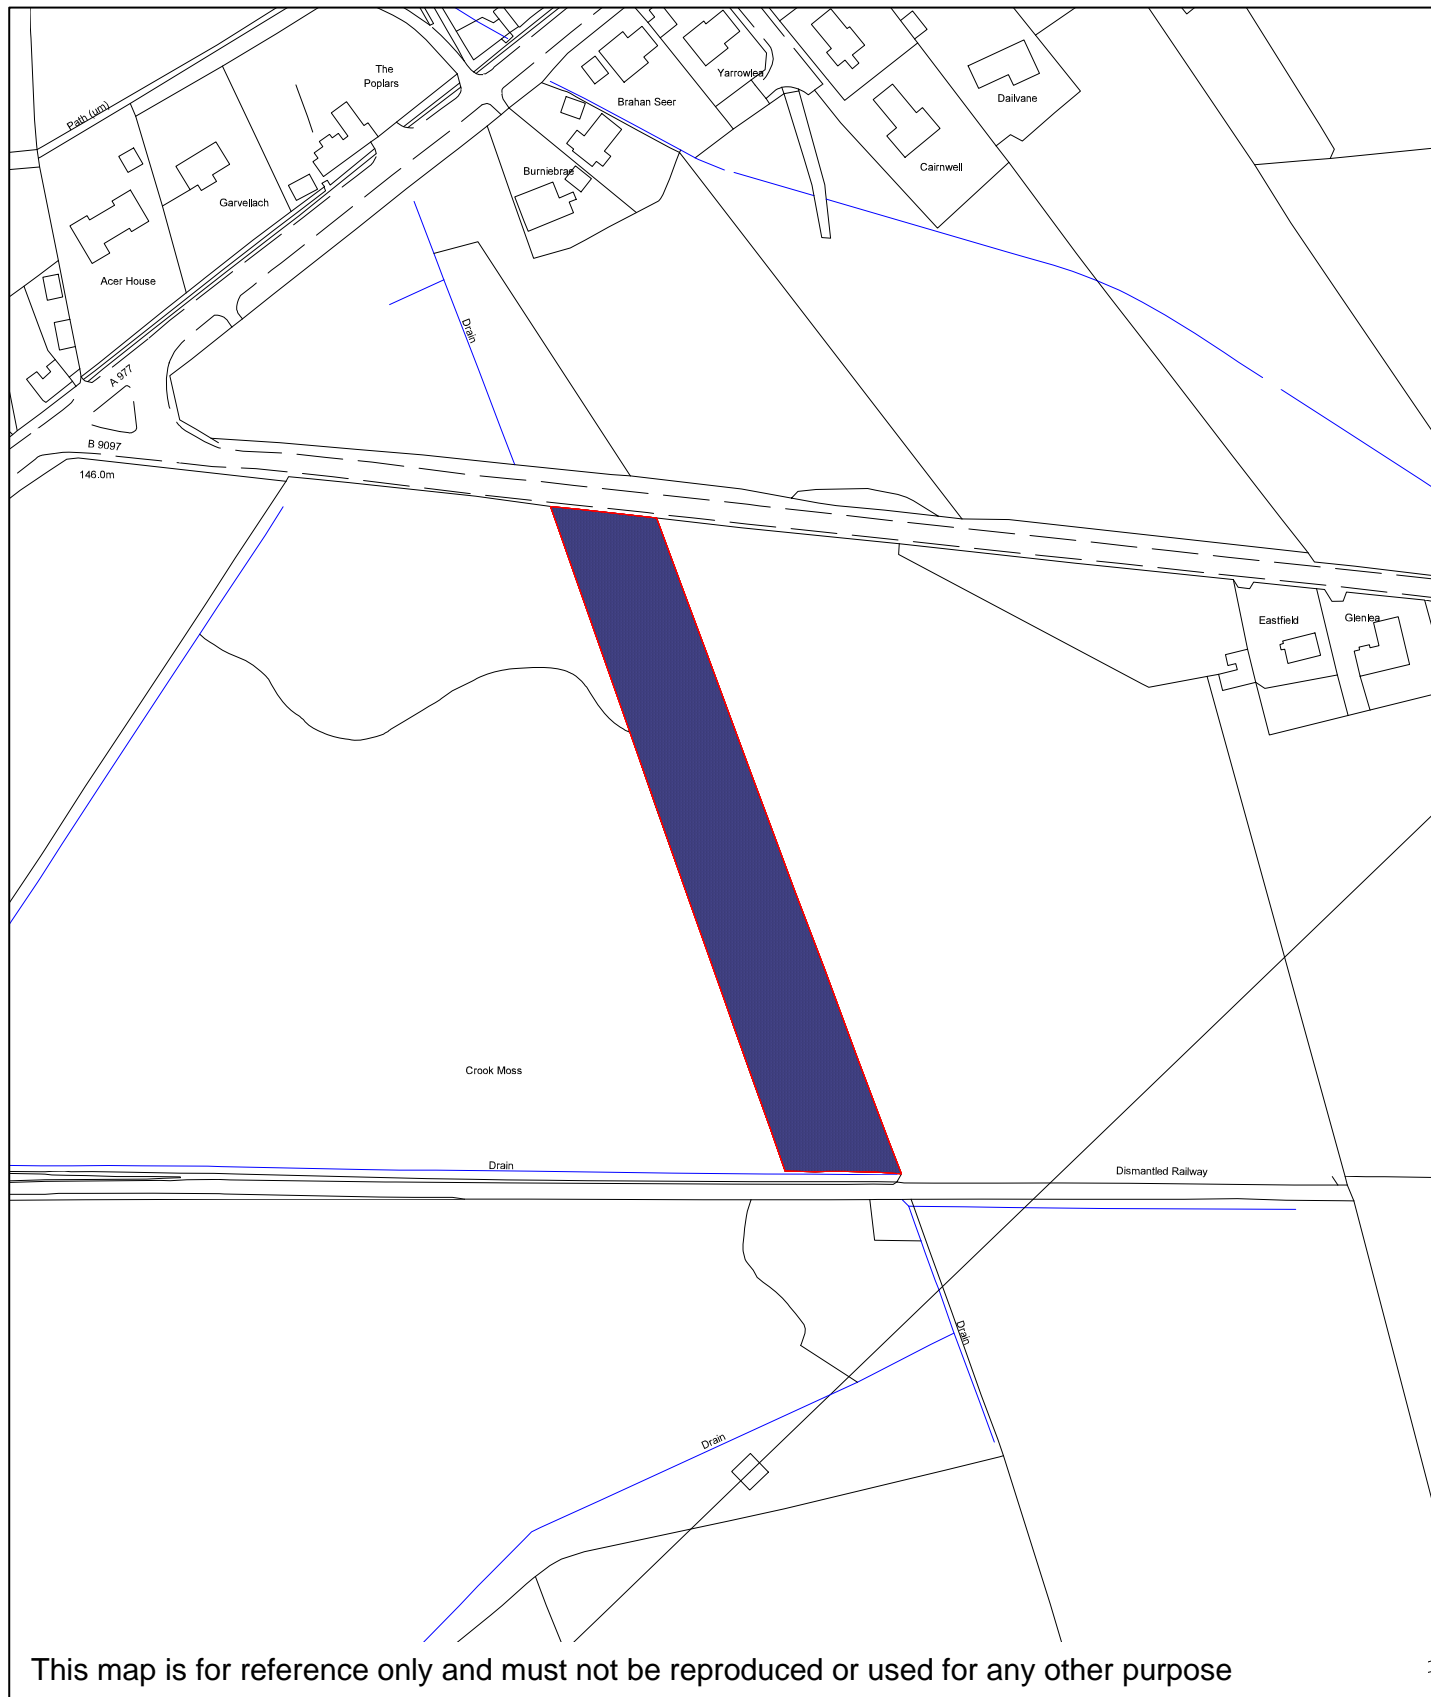 The
Poplars
Yarrowlea
Brahan Seer
Dailvane
Path (um)
Cairnwell
Burniebrae
Garvellach
Acer House
Drain
A 977
B 9097
146.0m
Eastfield
Glenlea
Crook Moss
Drain
Dismantled Railway
Drain
Drain
This map is for reference only and must not be reproduced or used for any other purpose